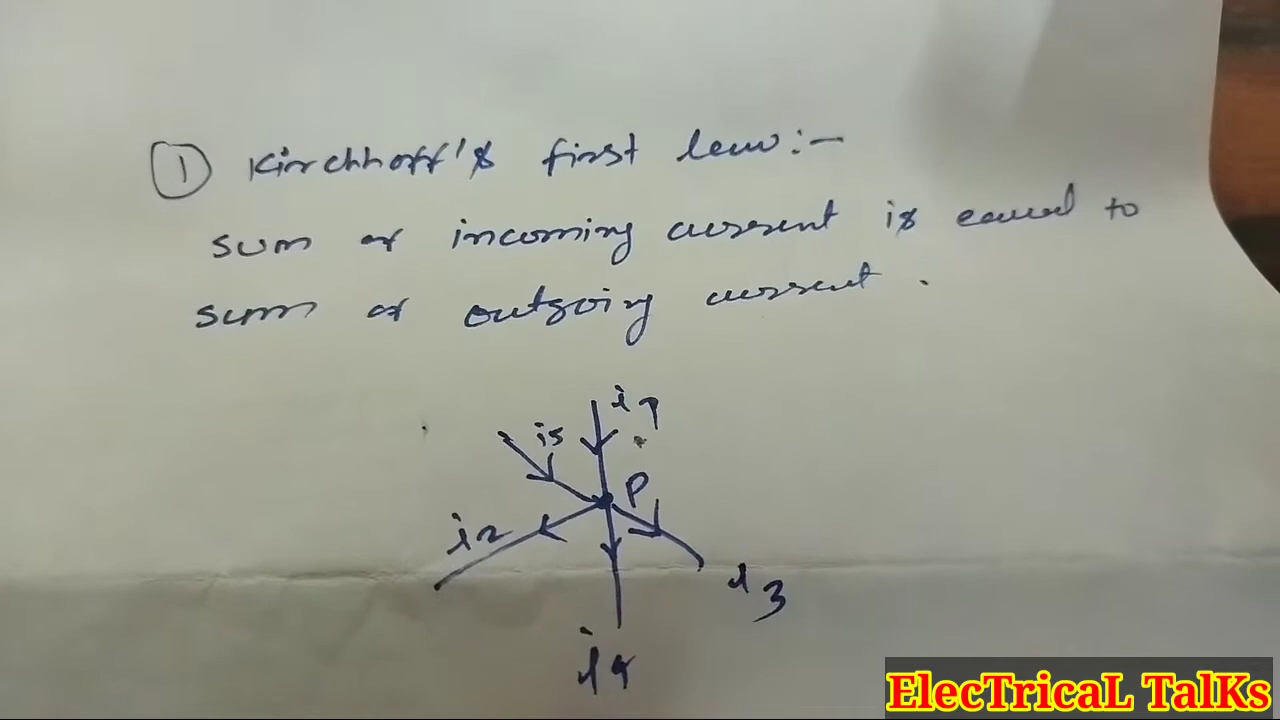 ① Kirchhoff's first law:-
sum of incoming current is equal to
sum of outgoing current.
i1
i5
P
i2
i3
i4
ElecTricaL TalKs